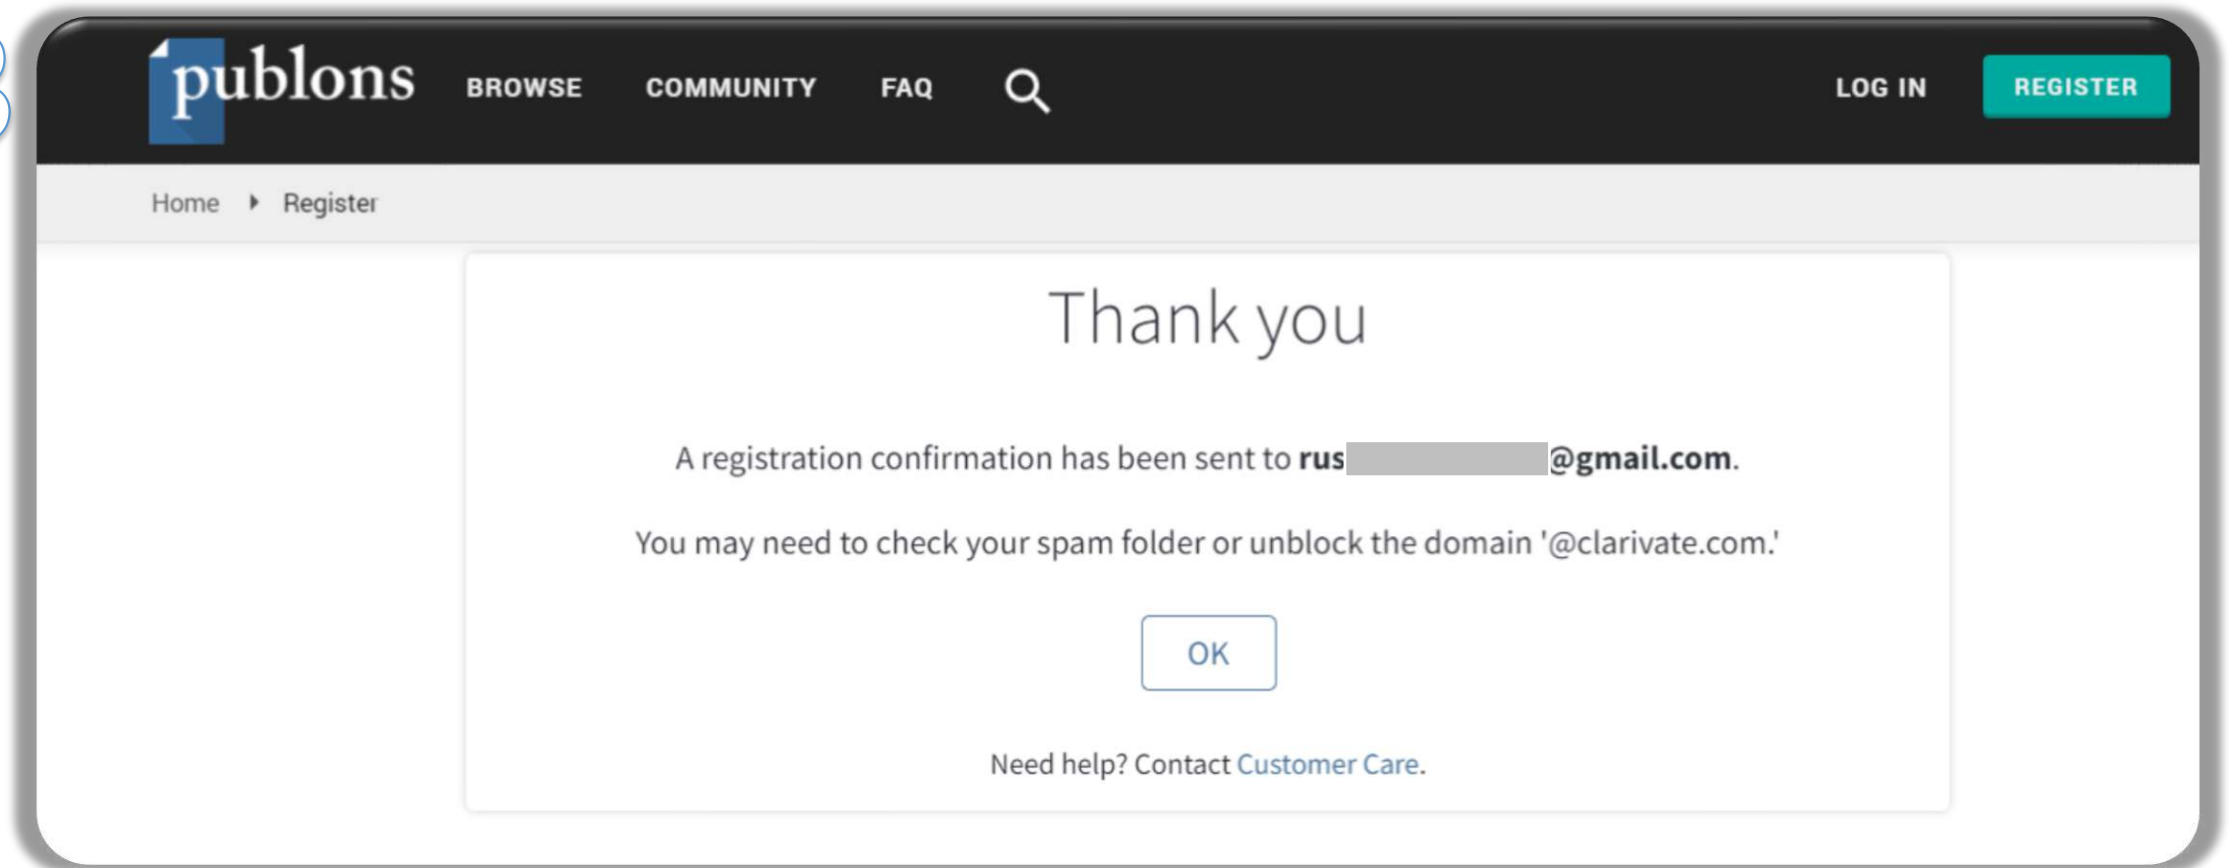 publons BROWSE COMMUNITY FAQ LOG IN REGISTER
Home Register
Thank you
A registration confirmation has been sent to rus @gmail.com.
You may need to check your spam folder or unblock the domain '@clarivate.com.'
OK
Need help? Contact Customer Care.